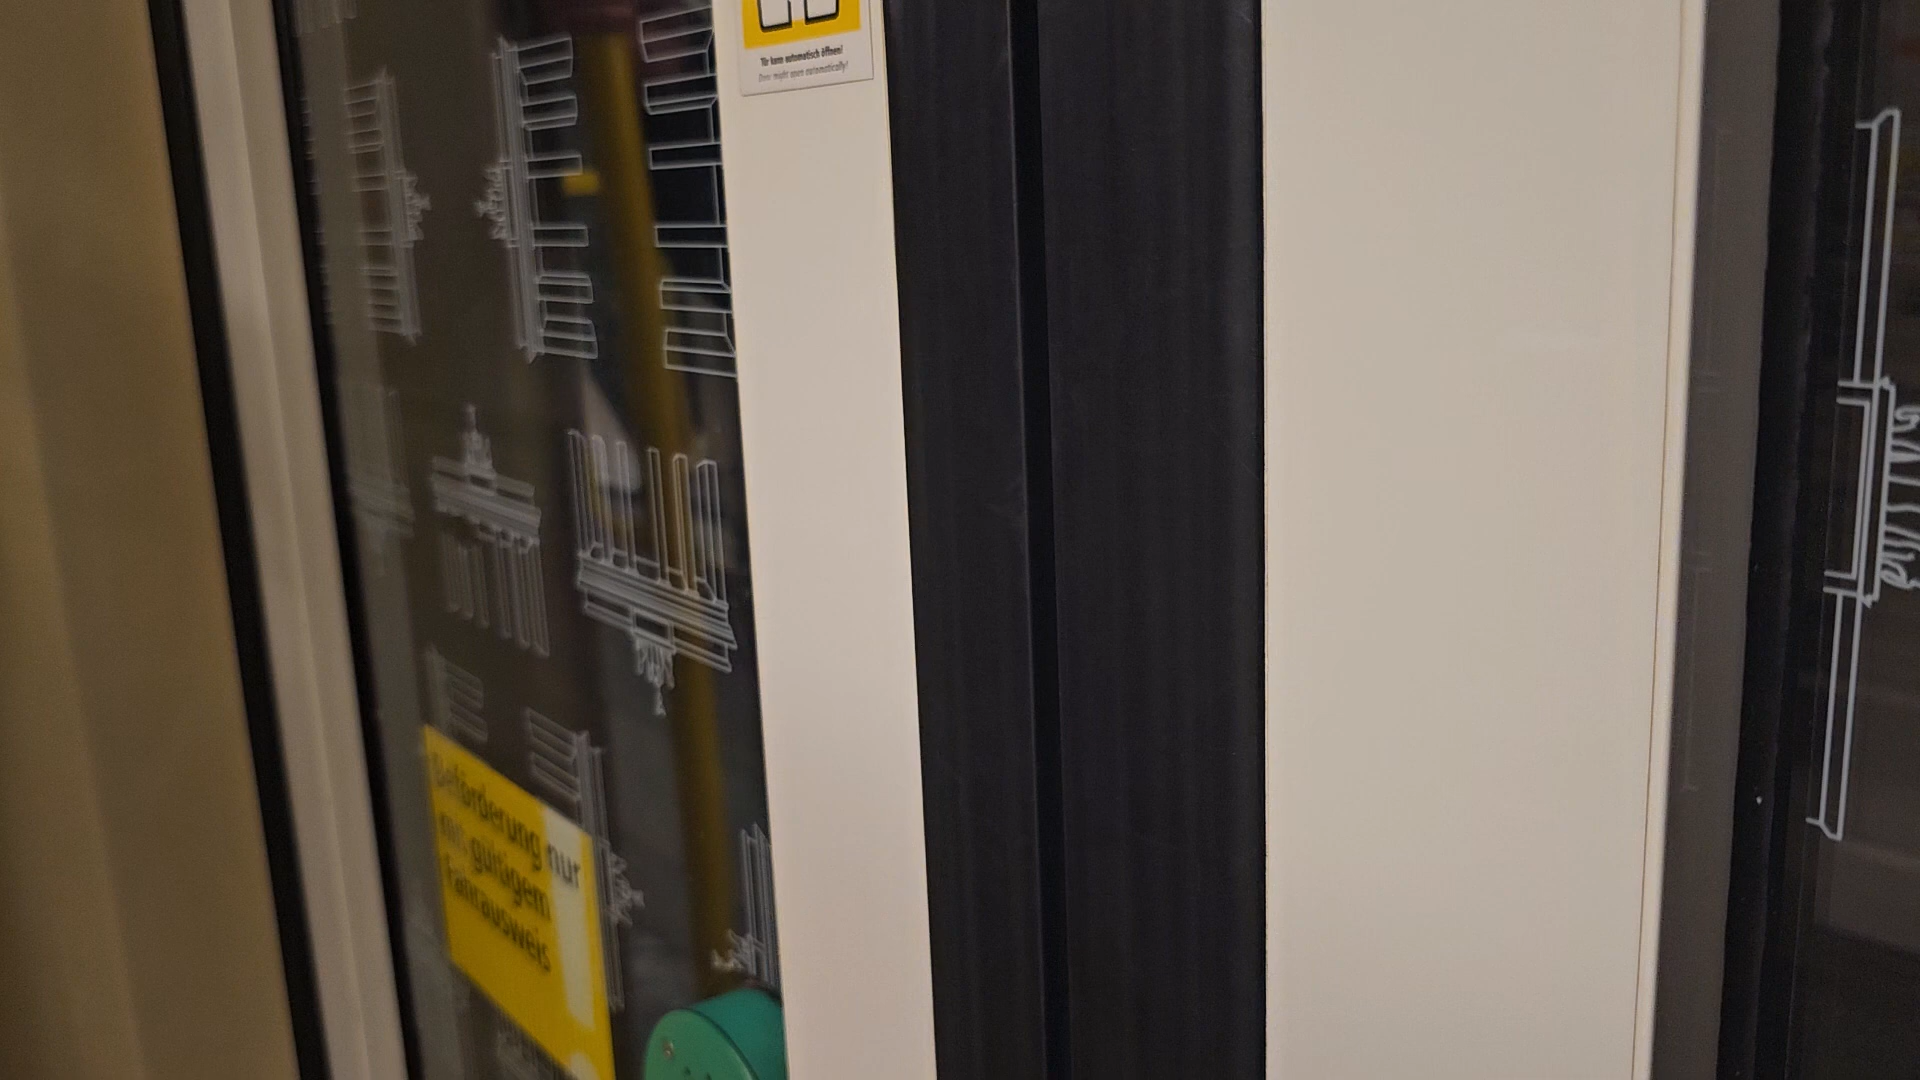 Tür kann automatisch öffnen!
Door might open automatically!
Beförderung nur
mit gültigem
Fahrausweis